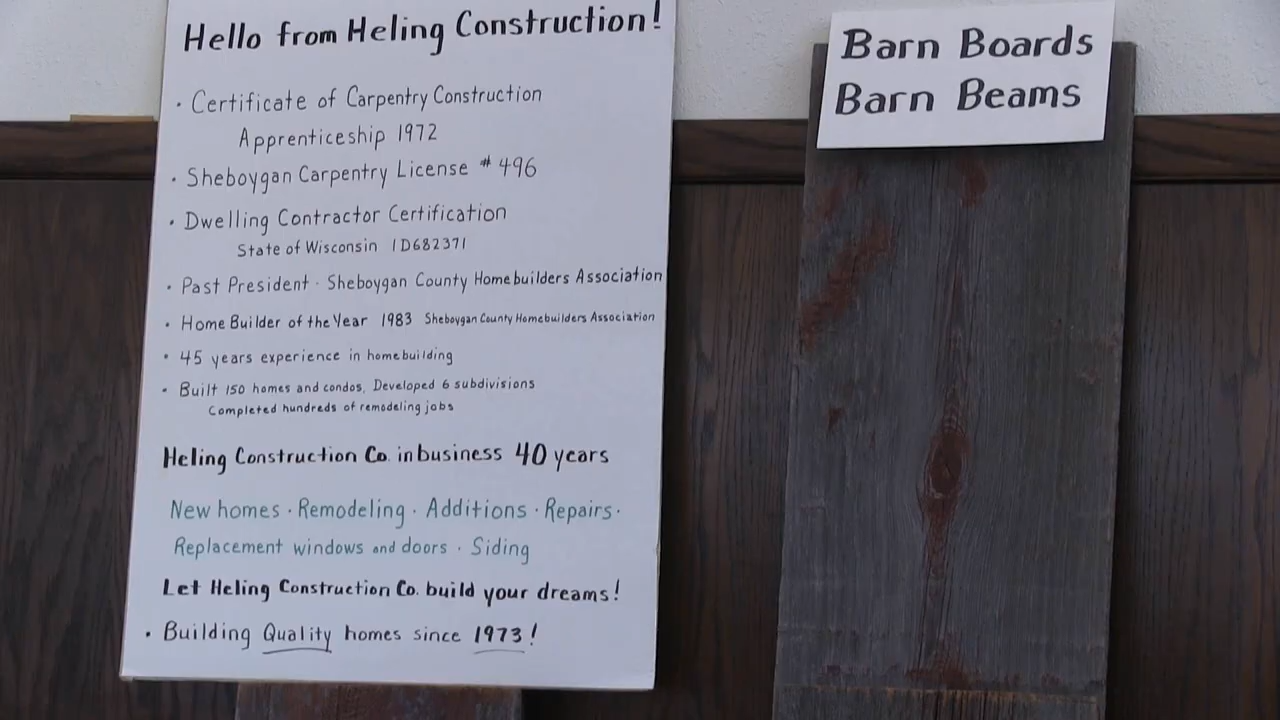 Hello from Heling Construction!
· Certificate of Carpentry Construction
Apprenticeship 1972
· Sheboygan Carpentry License # 496
· Dwelling Contractor Certification
State of Wisconsin ID682371
· Past President · Sheboygan County Homebuilders Association
· Home Builder of the Year 1983 Sheboygan County Homebuilders Association
· 45 years experience in homebuilding
· Built 150 homes and condos, Developed 6 subdivisions
Completed hundreds of remodeling jobs
Heling Construction Co. in business 40 years
New homes · Remodeling · Additions · Repairs ·
Replacement windows and doors · Siding
Let Heling Construction Co. build your dreams!
· Building Quality homes since 1973!
Barn Boards
Barn Beams